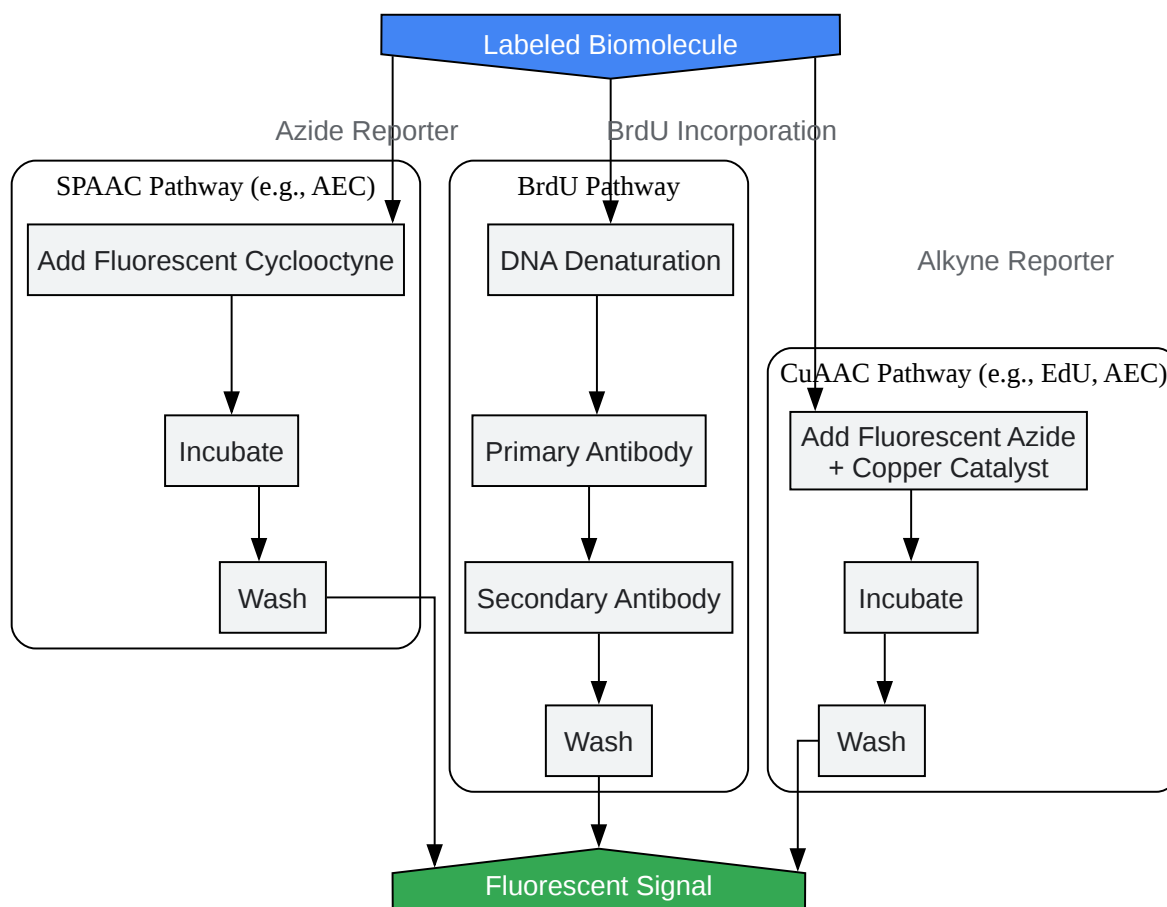 Labeled Biomolecule
Azide Reporter
BrdU Incorporation
Alkyne Reporter
SPAAC Pathway (e.g., AEC)
Add Fluorescent Cyclooctyne
Incubate
Wash
BrdU Pathway
DNA Denaturation
Primary Antibody
Secondary Antibody
Wash
CuAAC Pathway (e.g., EdU, AEC)
Add Fluorescent Azide
+ Copper Catalyst
Incubate
Wash
Fluorescent Signal